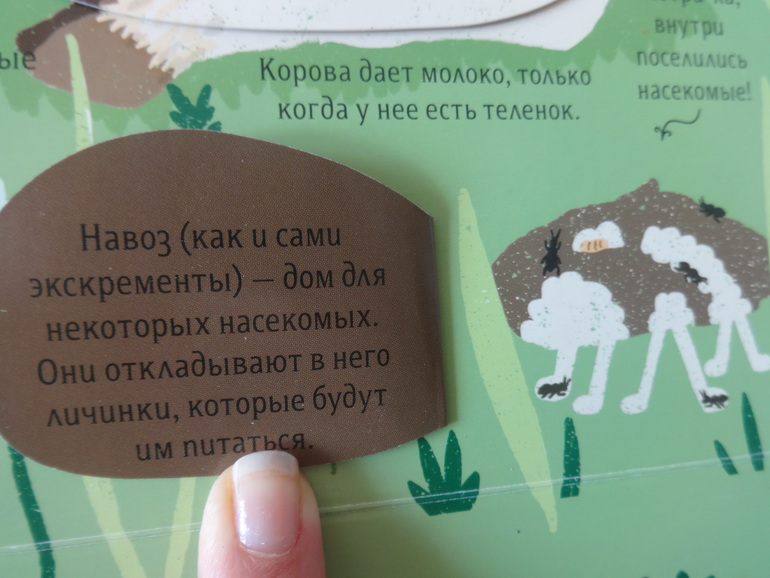 ые
Корова дает молоко, только
когда у нее есть теленок.
внутри
поселились
насекомые!
Навоз (как и сами
экскременты) — дом для
некоторых насекомых.
Они откладывают в него
личинки, которые будут
им питаться.